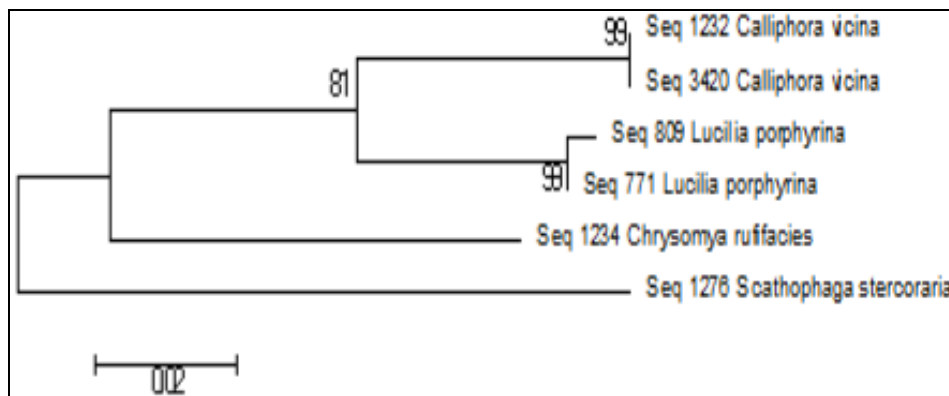 99
Seq 1232 Calliphora vicina
81
Seq 3420 Calliphora vicina
Seq 809 Lucilia porphyrina
99
Seq 771 Lucilia porphyrina
Seq 1234 Chrysomya rufifacies
Seq 1276 Scathophaga stercoraria
0.02